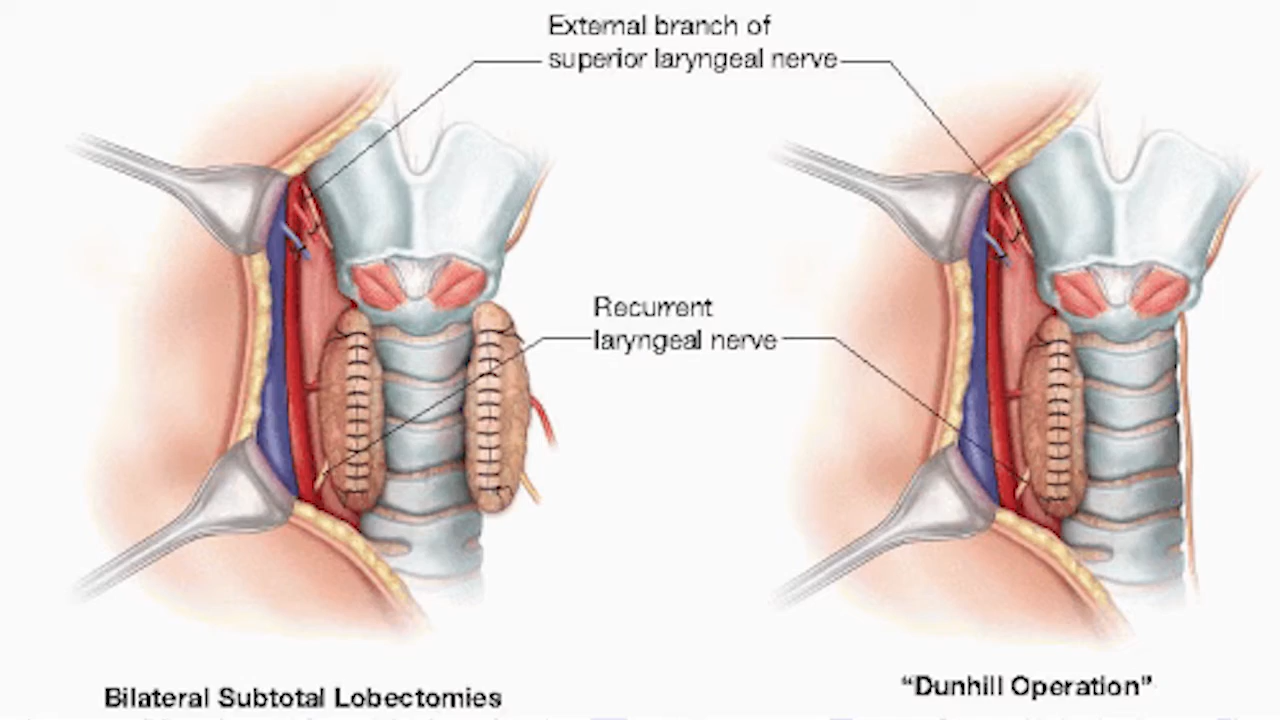 External branch of
superior laryngeal nerve
Recurrent
laryngeal nerve
Bilateral Subtotal Lobectomies
“Dunhill Operation”